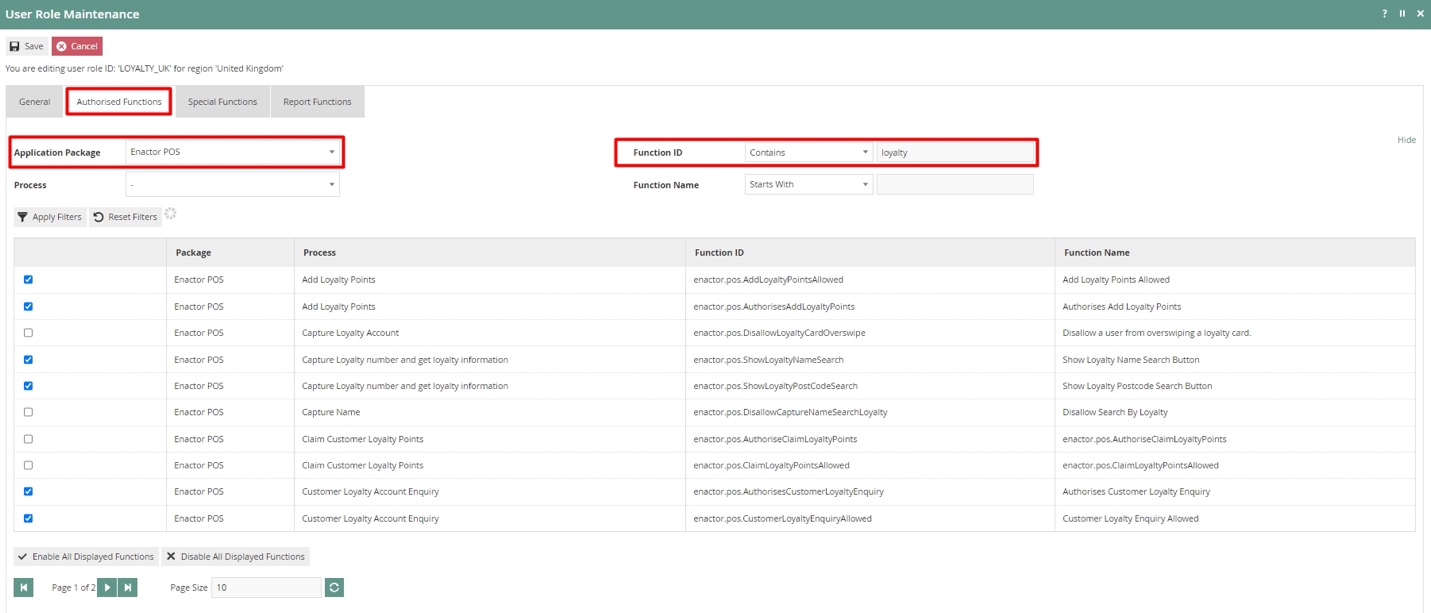 User Role Maintenance ?
Save Cancel
You are editing user role ID: 'LOYALTY_UK' for region 'United Kingdom'
General Authorised Functions Special Functions Report Functions
Hide
Application Package Enactor POS Function ID Contains loyalty
Process - Function Name Starts With
Apply Filters Reset Filters
Package Process Function ID Function Name
Enactor POS Add Loyalty Points enactor.pos.AddLoyaltyPointsAllowed Add Loyalty Points Allowed
Enactor POS Add Loyalty Points enactor.pos.AuthorisesAddLoyaltyPoints Authorises Add Loyalty Points
Enactor POS Capture Loyalty Account enactor.pos.DisallowLoyaltyCardOverswipe Disallow a user from overswiping a loyalty card.
Enactor POS Capture Loyalty number and get loyalty information enactor.pos.ShowLoyaltyNameSearch Show Loyalty Name Search Button
Enactor POS Capture Loyalty number and get loyalty information enactor.pos.ShowLoyaltyPostCodeSearch Show Loyalty Postcode Search Button
Enactor POS Capture Name enactor.pos.DisallowCaptureNameSearchLoyalty Disallow Search By Loyalty
Enactor POS Claim Customer Loyalty Points enactor.pos.AuthoriseClaimLoyaltyPoints enactor.pos.AuthoriseClaimLoyaltyPoints
Enactor POS Claim Customer Loyalty Points enactor.pos.ClaimLoyaltyPointsAllowed enactor.pos.ClaimLoyaltyPointsAllowed
Enactor POS Customer Loyalty Account Enquiry enactor.pos.AuthorisesCustomerLoyaltyEnquiry Authorises Customer Loyalty Enquiry
Enactor POS Customer Loyalty Account Enquiry enactor.pos.CustomerLoyaltyEnquiryAllowed Customer Loyalty Enquiry Allowed
Enable All Displayed Functions Disable All Displayed Functions
Page 1 of 2 Page Size 10